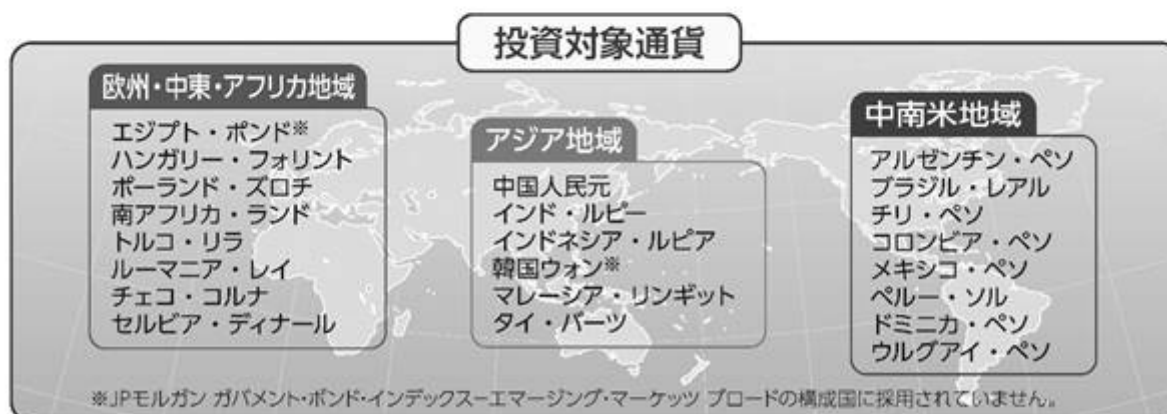 投資対象通貨
欧州・中東・アフリカ地域
エジプト・ポンド※
ハンガリー・フォリント
ポーランド・ズロチ
南アフリカ・ランド
トルコ・リラ
ルーマニア・レイ
チェコ・コルナ
セルビア・ディナール
アジア地域
中国人民元
インド・ルピー
インドネシア・ルピア
韓国ウォン※
マレーシア・リンギット
タイ・バーツ
中南米地域
アルゼンチン・ペソ
ブラジル・レアル
チリ・ペソ
コロンビア・ペソ
メキシコ・ペソ
ペルー・ソル
ドミニカ・ペソ
ウルグアイ・ペソ
※JPモルガン ガバメント・ボンド・インデックスーエマージング・マーケッツ ブロードの構成国に採用されていません。